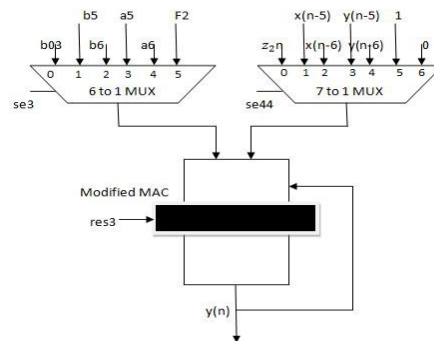 b5 a5 F2
x(n-5) y(n-5) 1
b03 b6 a6
z₂n x(n-6) y(n-6) 0
0 1 2 3 4 5
0 1 2 3 4 5 6
se3
6 to 1 MUX
se44
7 to 1 MUX
Modified MAC
res3
y(n)